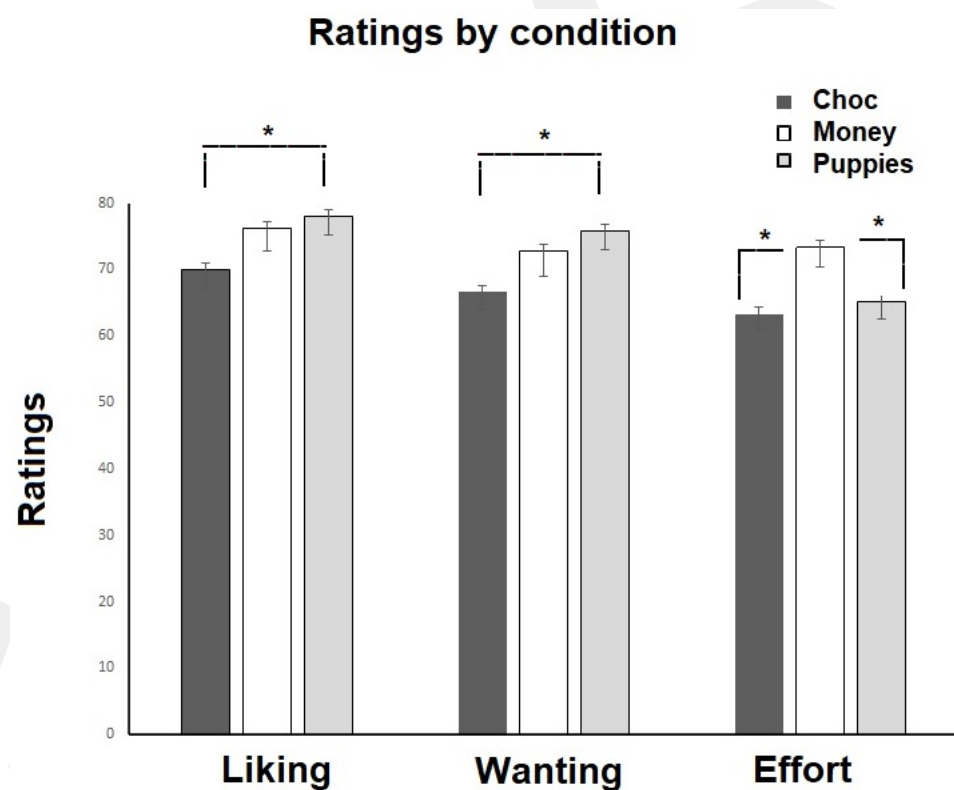 Ratings by condition
Choc
Money
Puppies
*
*
*
*
80
70
60
50
40
30
20
10
0
Ratings
Liking
Wanting
Effort